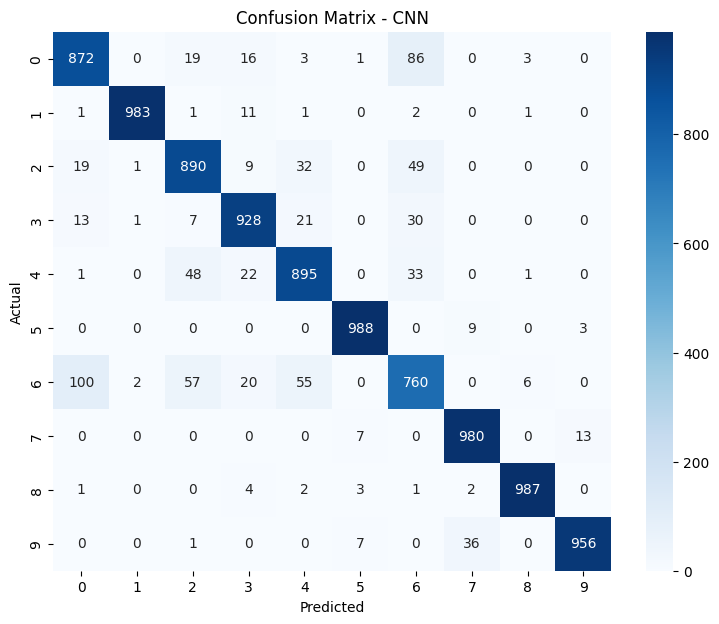 Confusion Matrix - CNN
0 872 0 19 16 3 1 86 0 3 0
1 1 983 1 11 1 0 2 0 1 0
2 19 1 890 9 32 0 49 0 0 0
3 13 1 7 928 21 0 30 0 0 0
4 1 0 48 22 895 0 33 0 1 0
5 0 0 0 0 0 988 0 9 0 3
6 100 2 57 20 55 0 760 0 6 0
7 0 0 0 0 0 7 0 980 0 13
8 1 0 0 4 2 3 1 2 987 0
9 0 0 1 0 0 7 0 36 0 956
0 1 2 3 4 5 6 7 8 9
Actual
Predicted
800
600
400
200
0